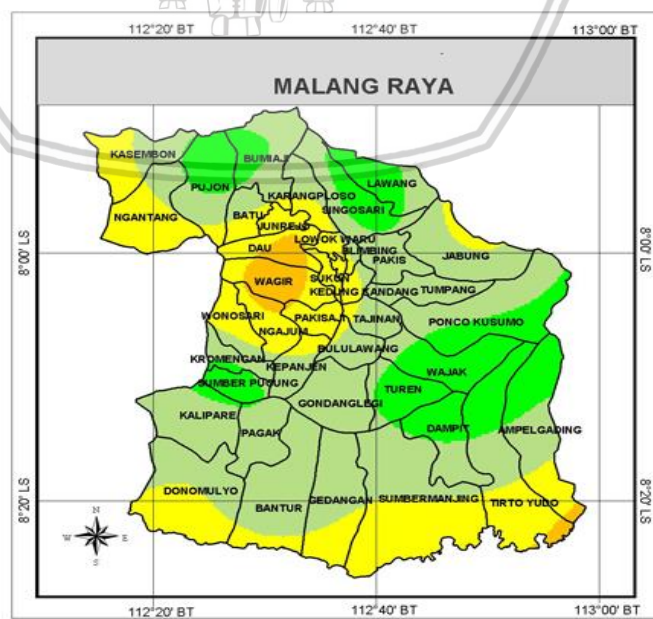 112°20' BT 112°40' BT 113°00' BT
MALANG RAYA
KASEMBON
BUMIAJI
PUJON
LAWANG
KARANGPLOSO
NGANTANG
BATU
SINGOSARI
JUNREJO
LOWOK WARU
8°00' LS
DAU
BLIMBING
JABUNG
8°00' LS
PAKIS
WAGIR
SUKUN
KEDUNG KANDANG
TUMPANG
WONOSARI
PAKISAJI
TAJINAN
PONCO KUSUMO
NGAJUM
BULULAWANG
KROMENGAN
KEPANJEN
WAJAK
SUMBER PUCUNG
TUREN
GONDANGLEGI
KALIPARE
PAGAK
DAMPIT
AMPELGADING
8°20' LS
DONOMULYO
GEDANGAN
SUMBERMANJING
TIRTO YUDO
8°20' LS
BANTUR
N
W E
S
112°20' BT 112°40' BT 113°00' BT